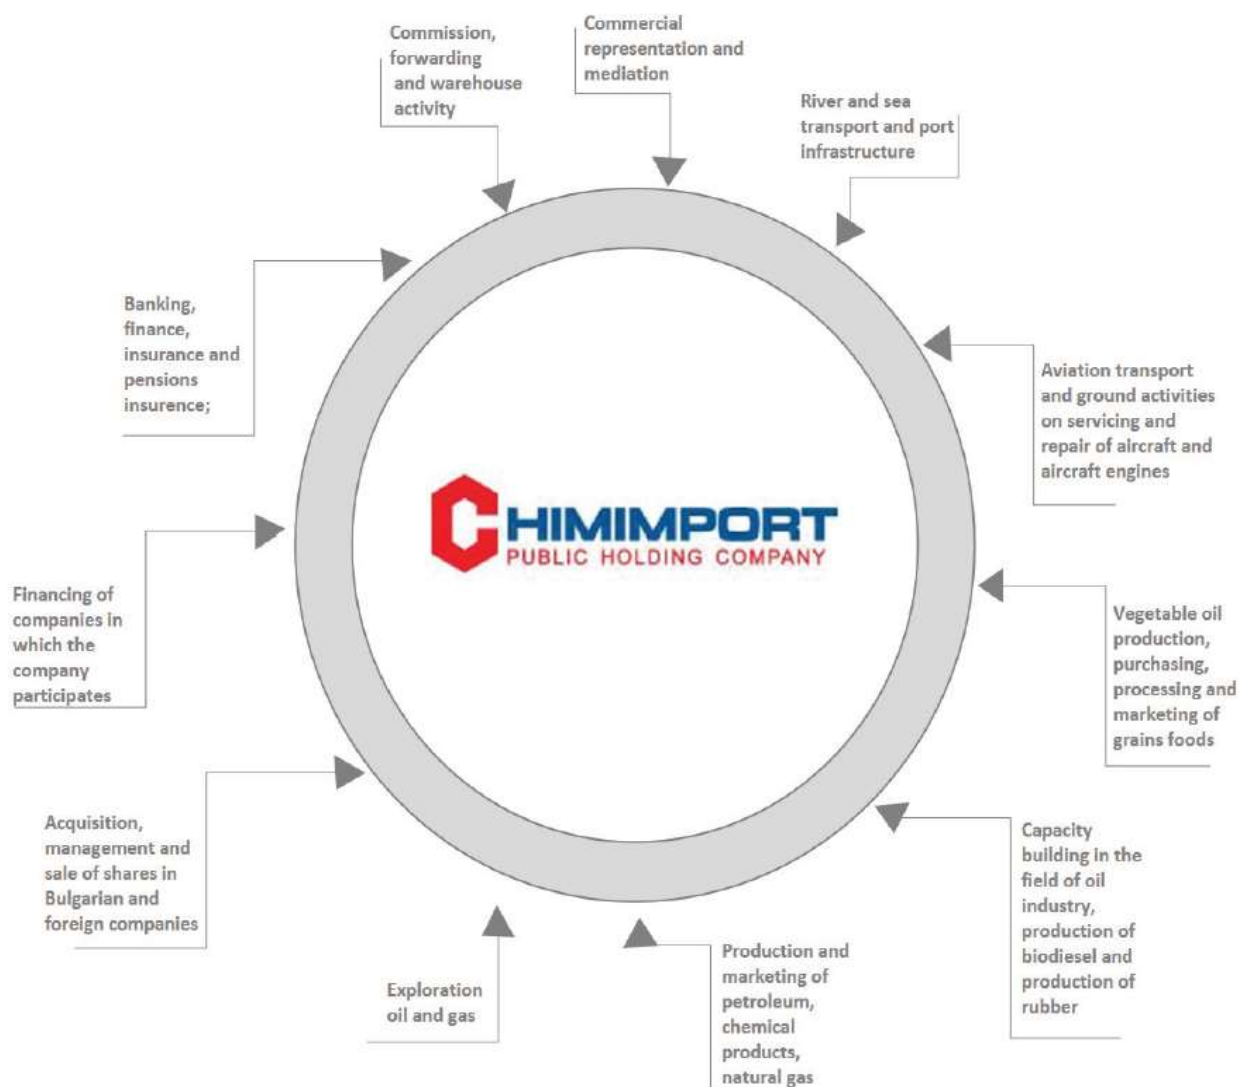 Commission,
forwarding
and warehouse
activity
Commercial
representation and
mediation
River and sea
transport and port
infrastructure
Aviation transport
and ground activities
on servicing and
repair of aircraft and
aircraft engines
Vegetable oil
production,
purchasing,
processing and
marketing of
grains foods
Capacity
building in the
field of oil
industry,
production of
biodiesel and
production of
rubber
Production and
marketing of
petroleum,
chemical
products,
natural gas
Exploration
oil and gas
Acquisition,
management and
sale of shares in
Bulgarian and
foreign companies
Financing of
companies in
which the
company
participates
Banking,
finance,
insurance and
pensions
insurence;
CHIMIMPORT
PUBLIC HOLDING COMPANY